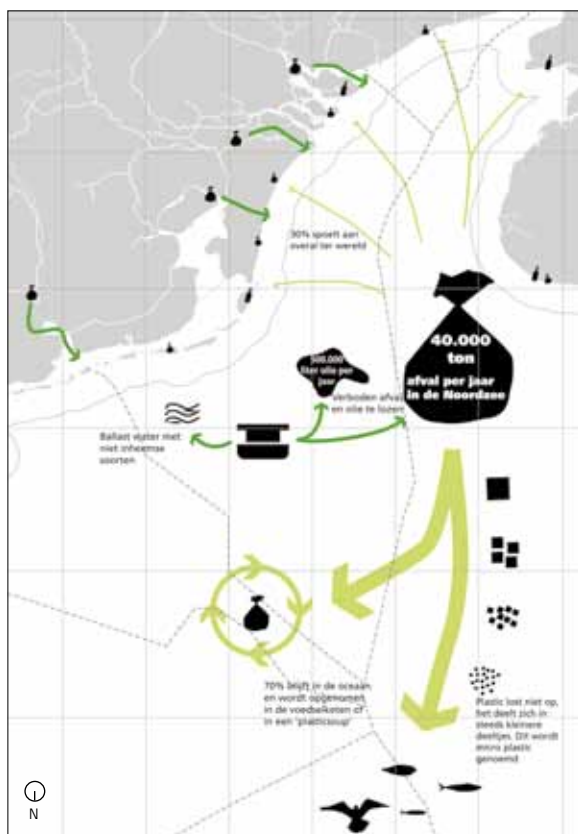 30% spoelt aan
overal ter wereld
40.000
ton
afval per jaar
in de Noordzee
500.000
liter olie per
jaar
Verboden afval
en olie te lozen
Ballast water met
niet inheemse
soorten
70% blijft in de oceaan
en wordt opgenomen
in de voedselketen of
in een 'plasticsoup'
Plastic lost niet op,
het deelt zich in
steeds kleinere
deeltjes. Dit wordt
micro plastic
genoemd
N